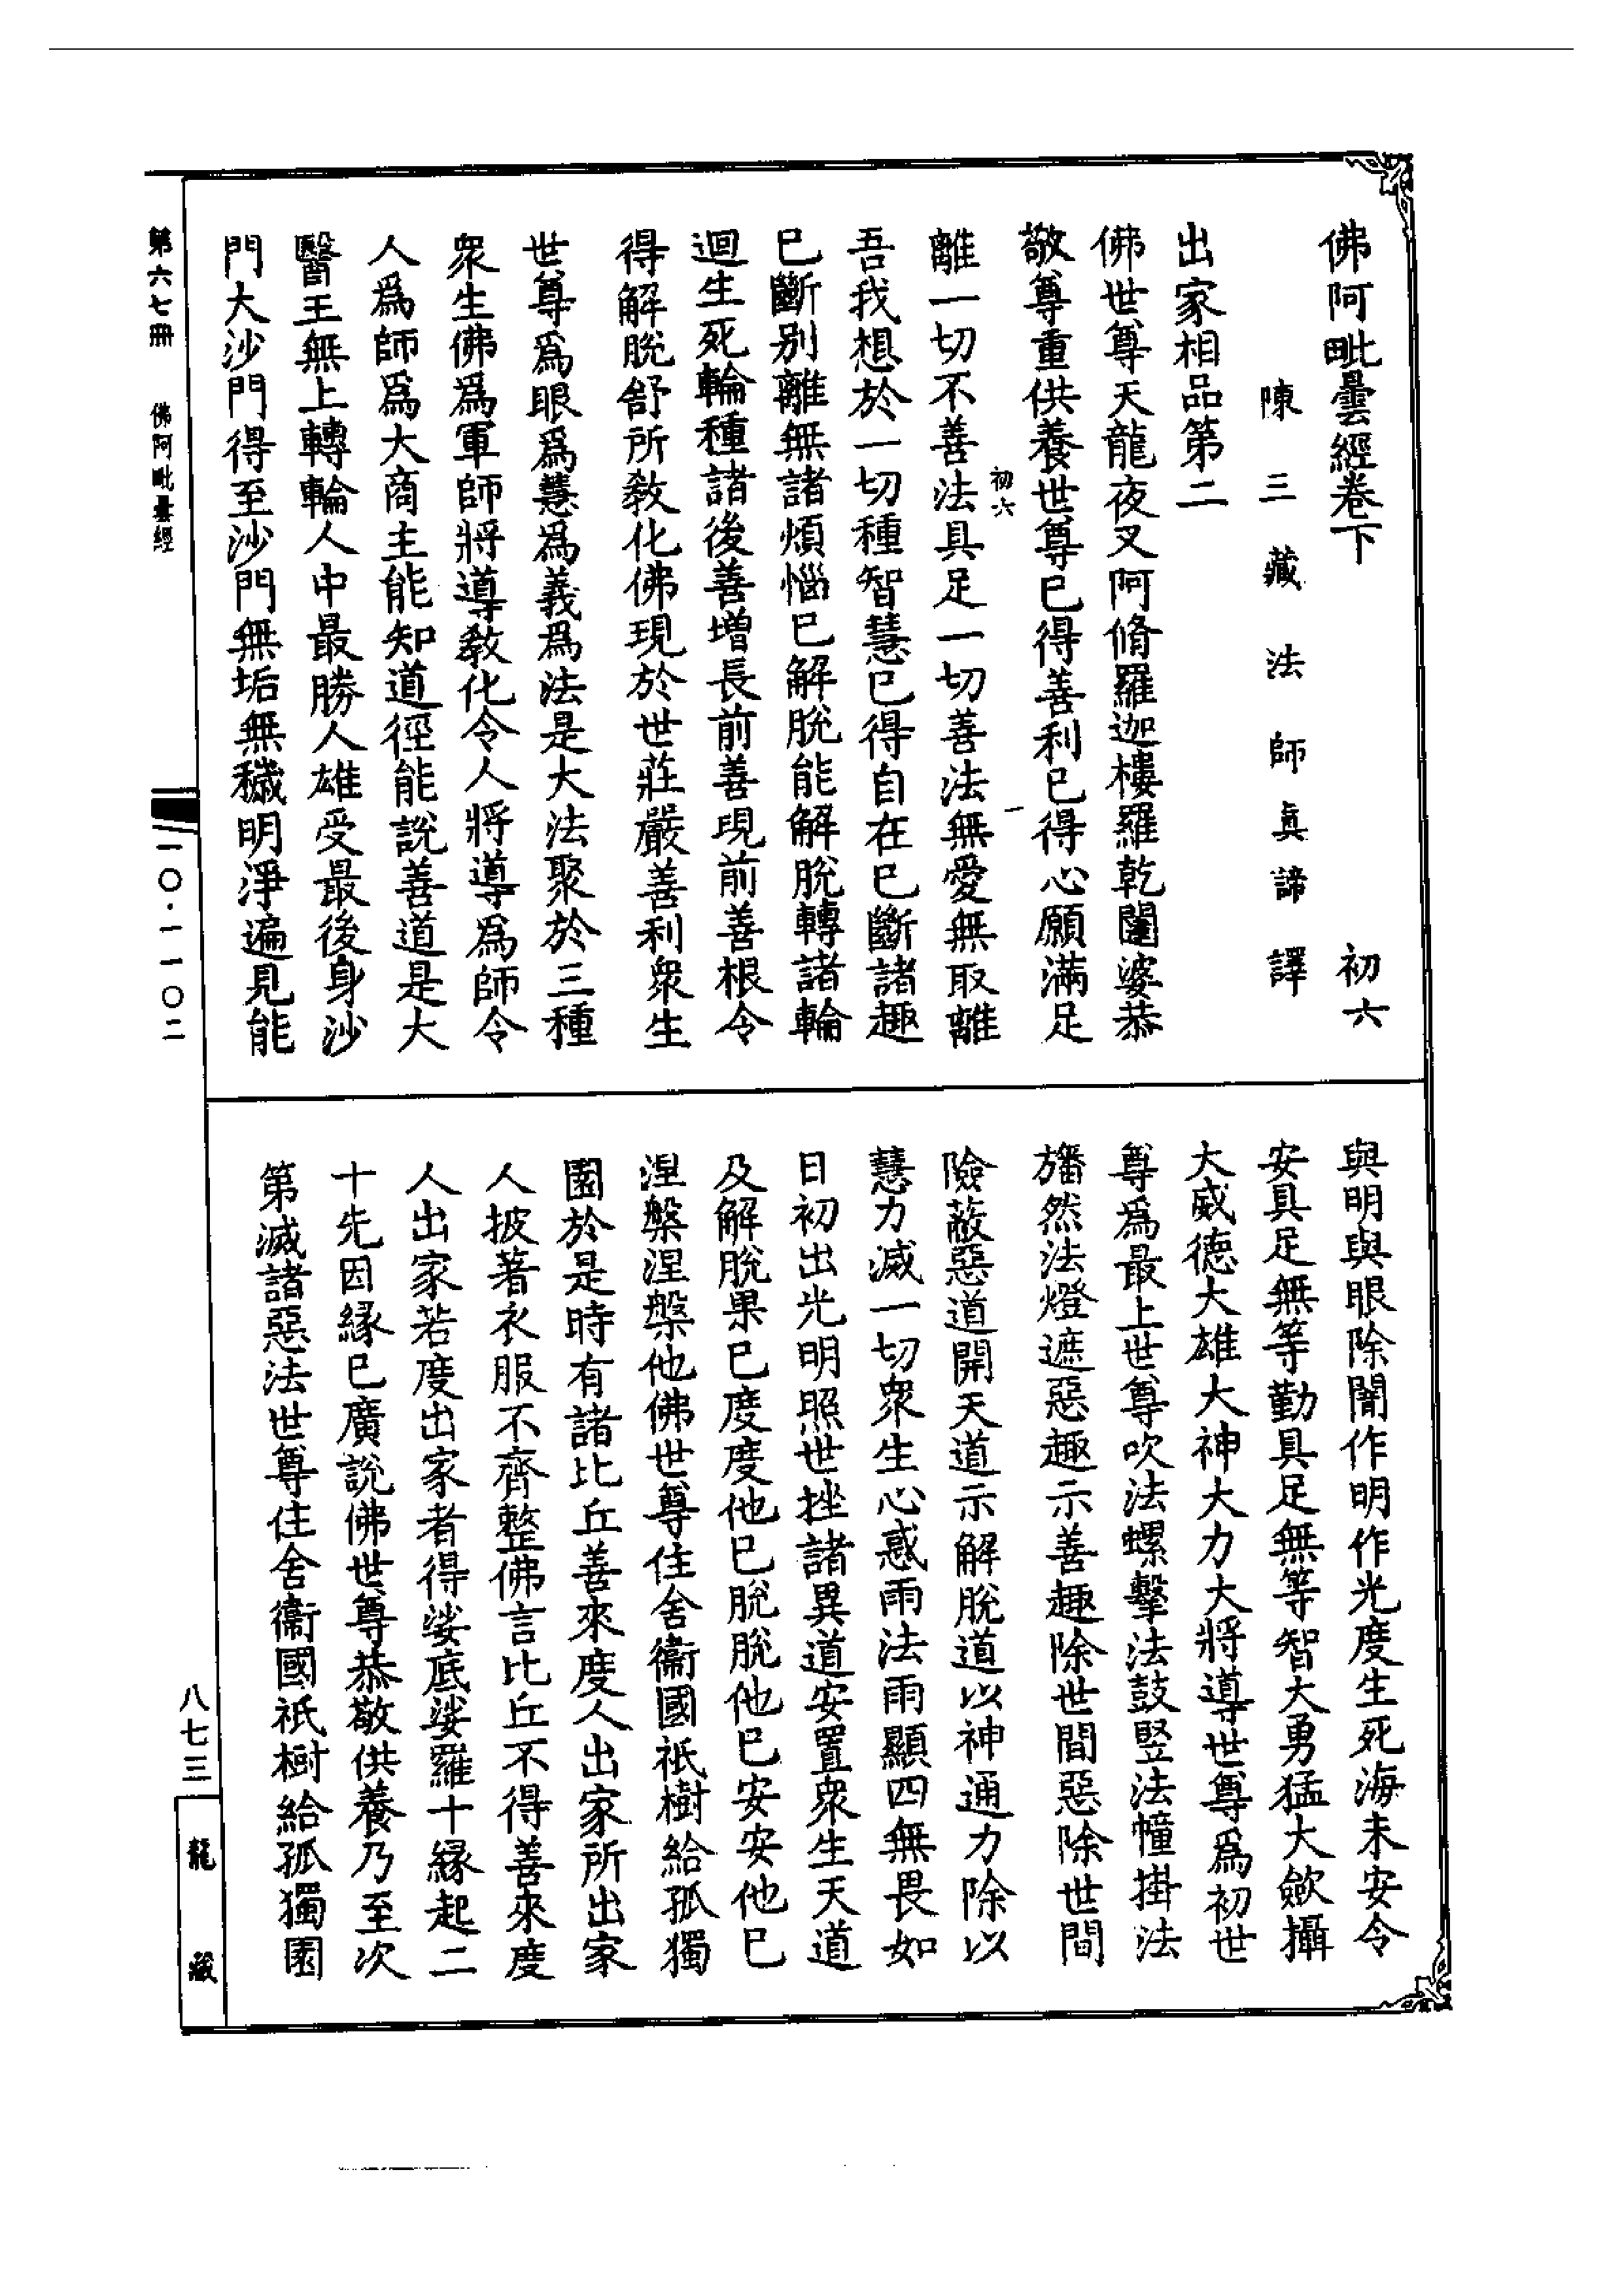 佛阿毗曇經卷下 初六
陳三藏法師真諦譯
出家相品第二
佛世尊天龍夜叉阿脩羅迦樓羅乾闥婆恭
敬尊重供養世尊已得善利已得心願滿足
初六 一
離一切不善法具足一切善法無愛無取離
吾我想於一切種智慧已得自在已斷諸趣
已斷别離無諸煩惱已解脫能解脫轉諸輪
迴生死輪種諸後善增長前善現前善根令
得解脫舒所教化佛現於世莊嚴善利衆生
世尊爲眼爲慧爲義爲法是大法聚於三種
衆生佛爲軍師將導教化令人將導爲師令
人爲師爲大商主能知道徑能説善道是大
醫王無上轉輪人中最勝人雄受最後身沙
門大沙門得至沙門無垢無穢明淨遍見能
與明與眼除闇作明作光度生死海未安令
安具足無等勤具足無等智大勇猛大斂攝
大威德大雄大神大力大將導世尊爲初世
尊爲最上世尊吹法螺擊法鼓竪法幢掛法
旛然法燈遮惡趣示善趣除世間惡除世間
險蔽惡道開天道示解脫道以神通力除以
慧力滅一切衆生心惑雨法雨顯四無畏如
日初出光明照世挫諸異道安置衆生天道
及解脫果已度度他已脫脫他已安安他已
涅槃涅槃他佛世尊住舍衞國祇樹給孤獨
園於是時有諸比丘善來度人出家所出家
人披著衣服不齊整佛言比丘不得善來度
人出家若度出家者得娑底娑羅十緣起二
十先因緣已廣説佛世尊恭敬供養乃至次
第滅諸惡法世尊住舍衞國祇樹給孤獨園
第六七冊 佛阿毗曇經
一〇·一一〇二
八七三
龍藏